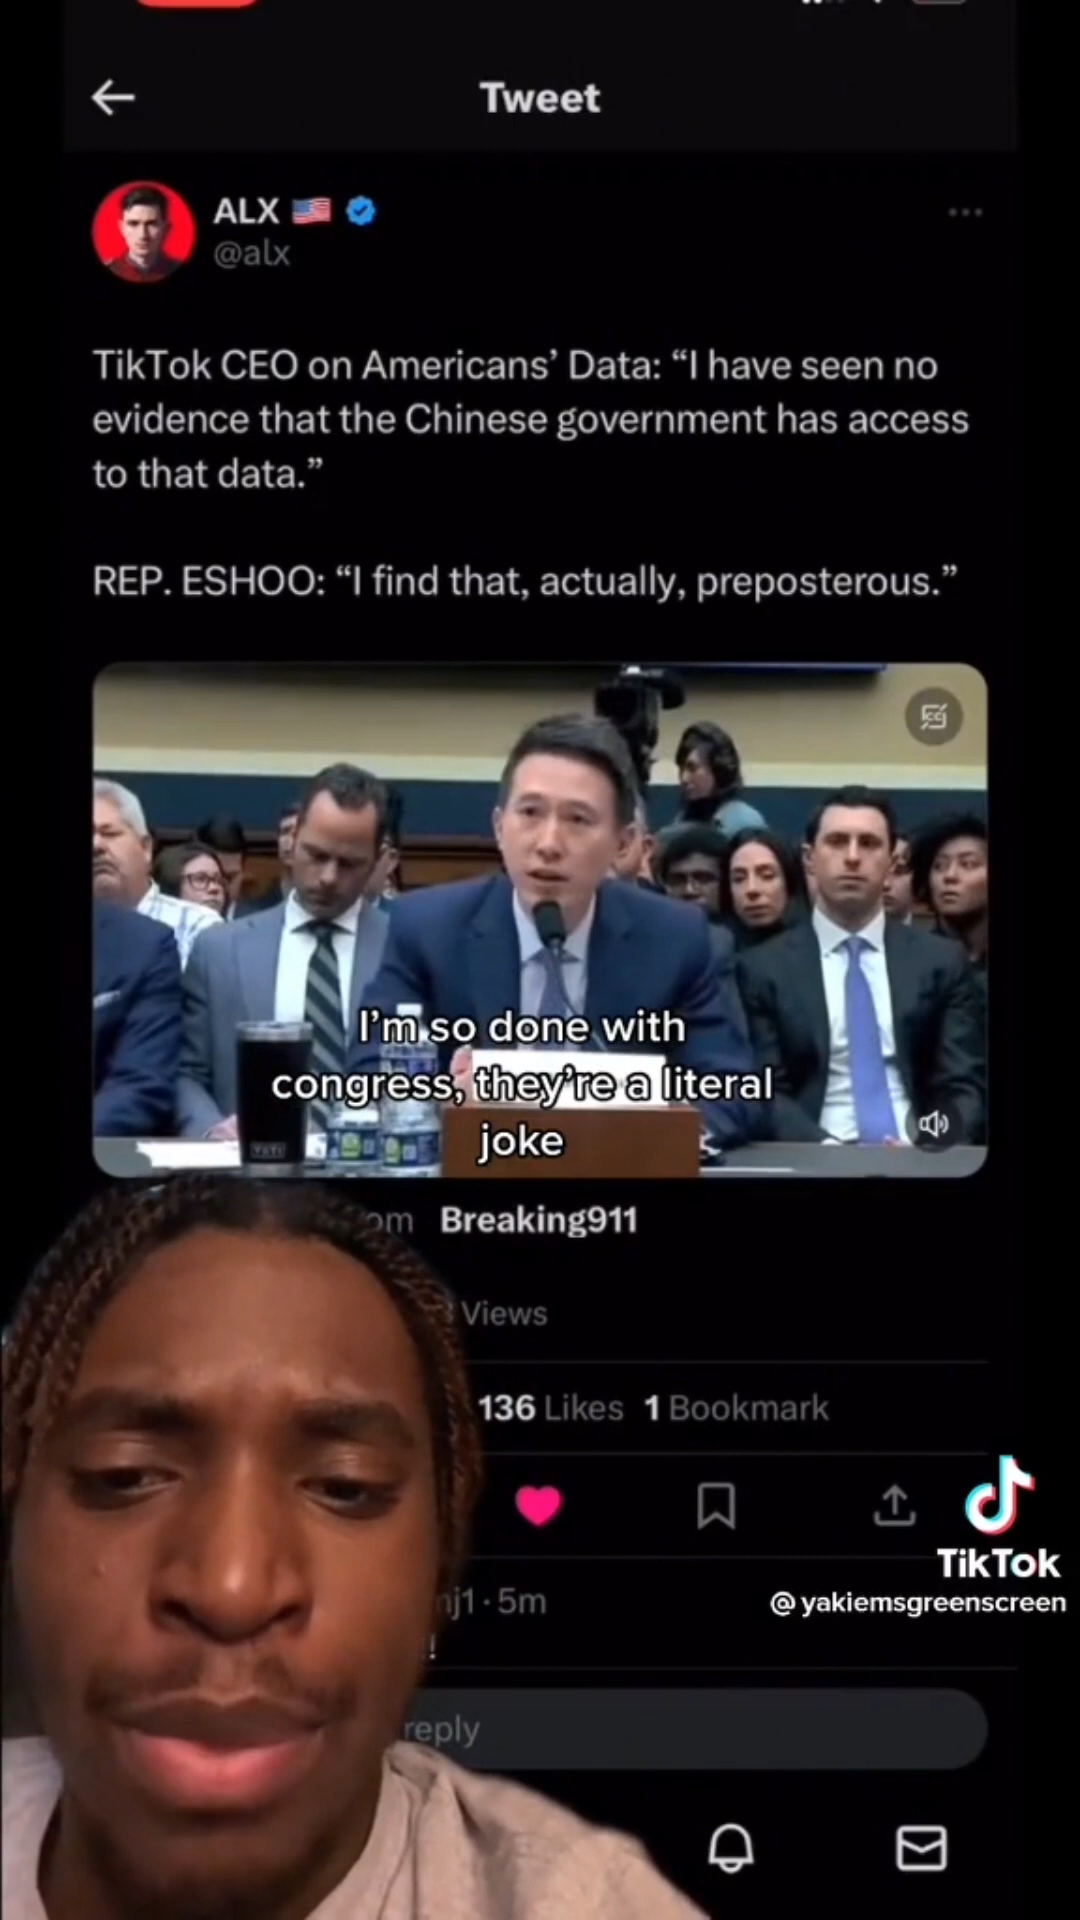 Tweet
ALX 🇺🇸
@alx
TikTok CEO on Americans’ Data: “I have seen no
evidence that the Chinese government has access
to that data.”
REP. ESHOO: “I find that, actually, preposterous.”
I’m so done with
congress, they’re a literal
joke
YETI
Breaking911
Views
136 Likes 1 Bookmark
TikTok
@yakiemsgreenscreen
nj1 · 5m
!
reply